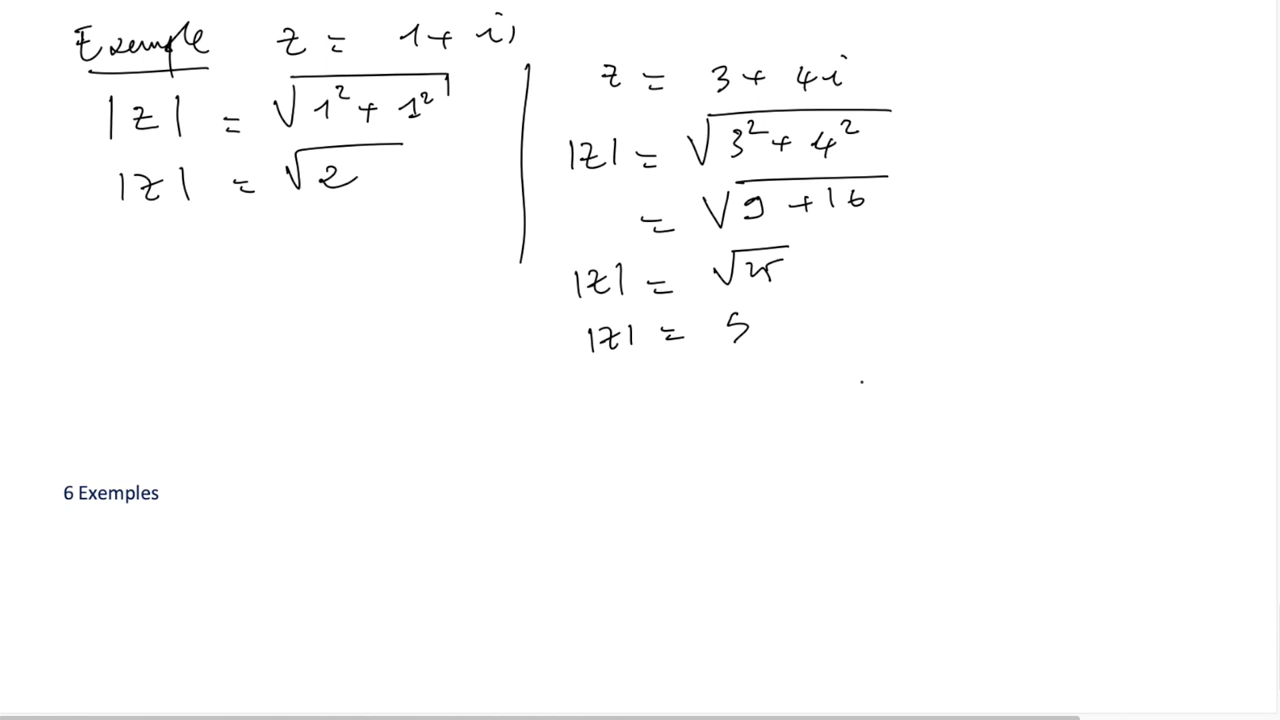 Exemple z = 1 + i,
|z| = √(1² + 1²)
|z| = √2
z = 3 + 4i
|z| = √(3² + 4²)
= √(9 + 16)
|z| = √25
|z| = 5
6 Exemples